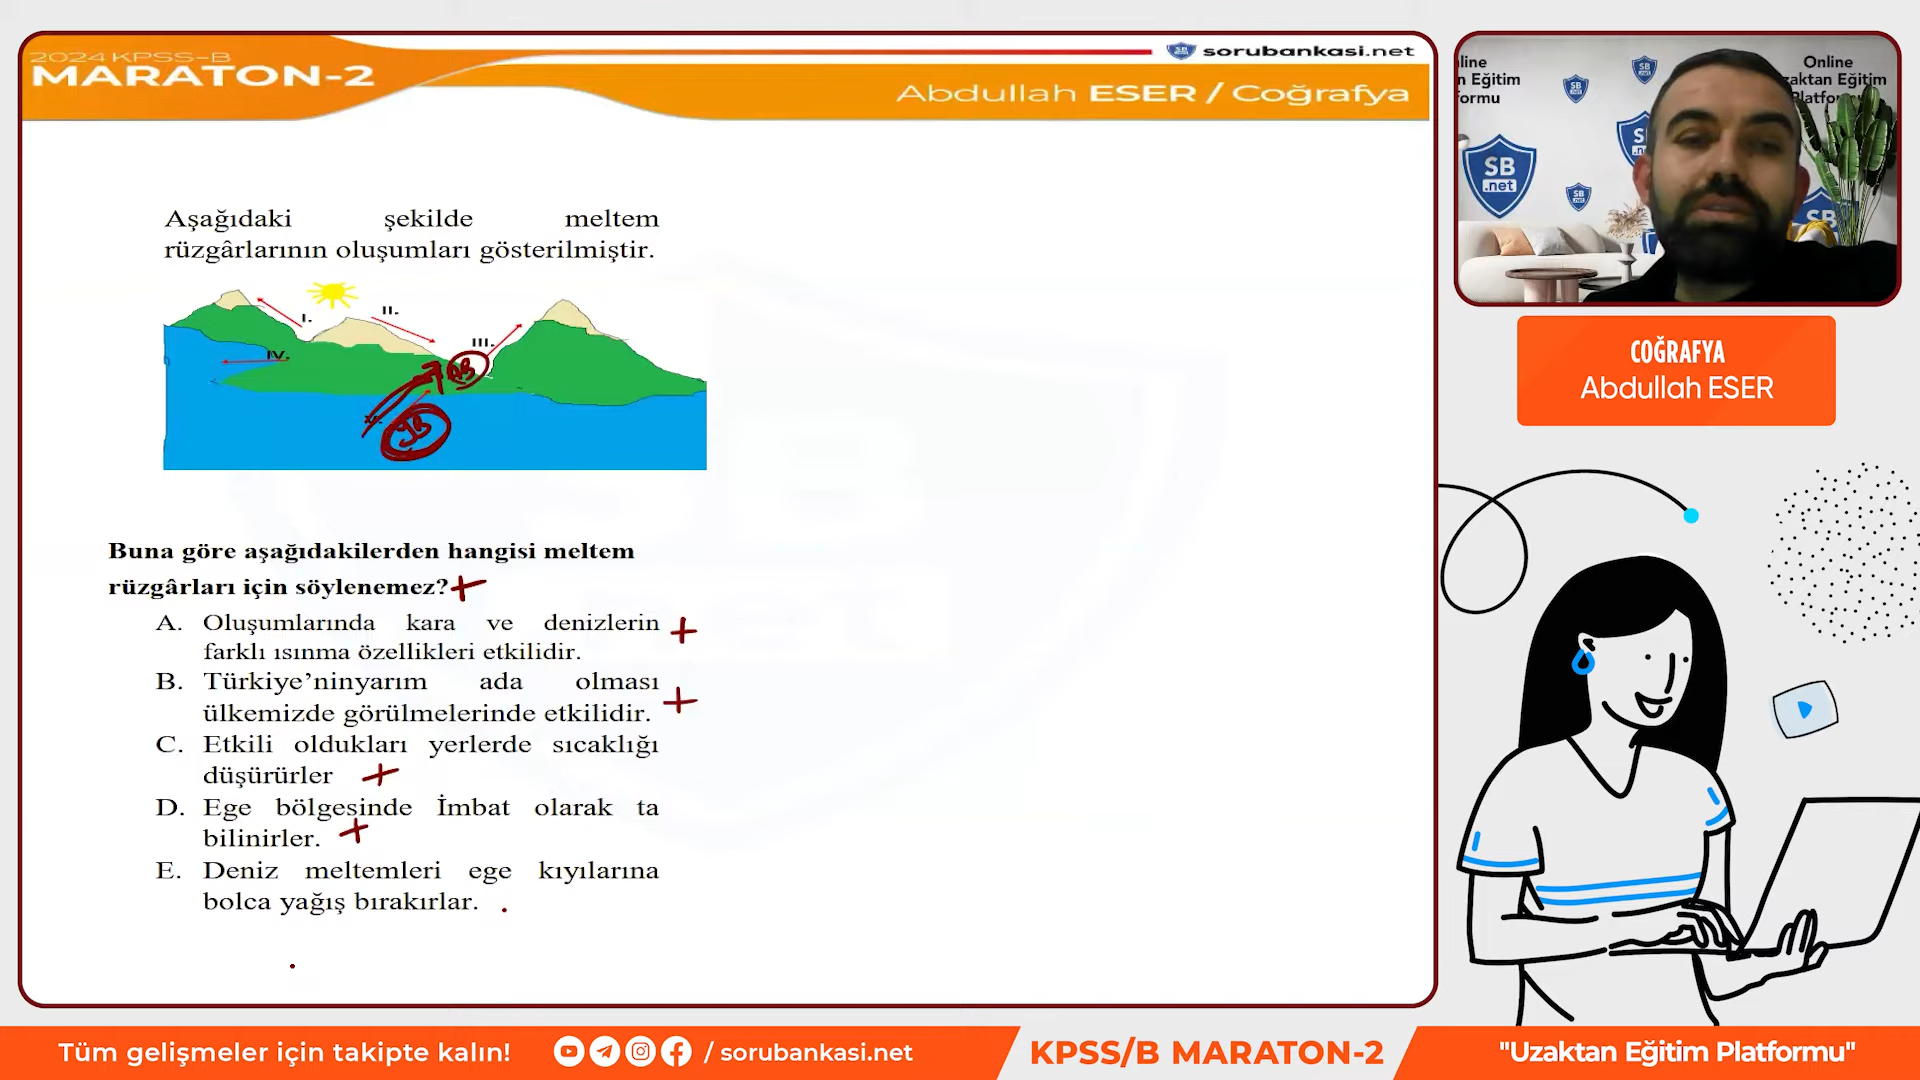 2024 KPSS-B
MARATON-2
sorubankasi.net
Abdullah ESER / Coğrafya
Aşağıdaki şekilde meltem
rüzgârlarının oluşumları gösterilmiştir.
I.
II.
III.
IV.
AB
YB
Buna göre aşağıdakilerden hangisi meltem
rüzgârları için söylenemez?
A. Oluşumlarında kara ve denizlerin
farklı ısınma özellikleri etkilidir.
B. Türkiye'ninyarım ada olması
ülkemizde görülmelerinde etkilidir.
C. Etkili oldukları yerlerde sıcaklığı
düşürürler
D. Ege bölgesinde İmbat olarak ta
bilinirler.
E. Deniz meltemleri ege kıyılarına
bolca yağış bırakırlar.
Online
Uzaktan Eğitim
Platformu
SB
.net
COĞRAFYA
Abdullah ESER
Tüm gelişmeler için takipte kalın!
/ sorubankasi.net
KPSS/B MARATON-2
"Uzaktan Eğitim Platformu"